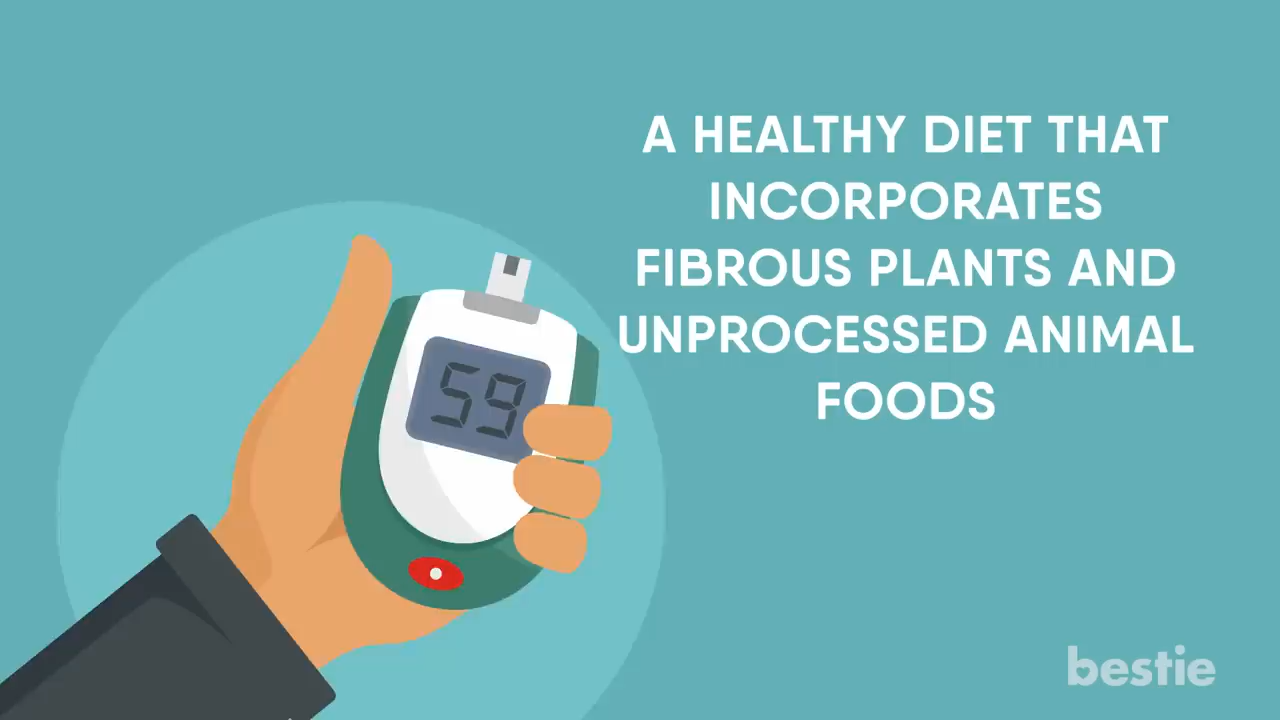 A HEALTHY DIET THAT
INCORPORATES
FIBROUS PLANTS AND
UNPROCESSED ANIMAL
FOODS
59
bestie